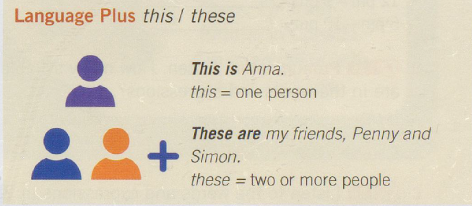 Language Plus this / these
This is Anna.
this = one person
These are my friends, Penny and
Simon.
these = two or more people